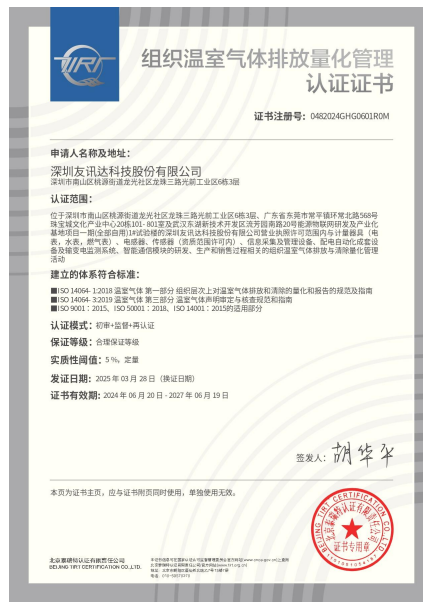 TIRT
组织温室气体排放量化管理
认证证书
证书注册号：0482024GHG0601R0M
申请人名称及地址：
深圳友讯达科技股份有限公司
深圳市南山区桃源街道龙光社区龙珠三路光前工业区6栋3层
认证范围：
位于深圳市南山区桃源街道龙光社区龙珠三路光前工业区6栋3层、广东省东莞市常平镇环常北路568号
珠宝城文化产业中心20栋101- 801室及武汉东湖新技术开发区流芳园南路20号能源物联网研发及产业化
基地项目一期(全部自用)1#试验楼的深圳友讯达科技股份有限公司营业执照许可范围内与计量器具（电
表，水表，燃气表）、电感器、传感器（资质范围许可内）、信息采集及管理设备、配电自动化成套设
备及输变电监测系统、智能通信模块的研发、生产和销售过程相关的组织温室气体排放与清除量化管理
活动
建立的体系符合标准：
■ISO 14064- 1:2018 温室气体 第一部分 组织层次上对温室气体排放和清除的量化和报告的规范及指南
■ISO 14064- 3:2019 温室气体 第三部分 温室气体声明审定与核查规范和指南
■ISO 9001：2015，ISO 50001：2018、ISO 14001：2015的适用部分
认证模式：初审+监督+再认证
保证等级：合理保证等级
实质性阈值：5 %，定量
发证日期：2025 年 03 月 28 日（换证日期）
证书有效期：2024 年 06 月 20 日 - 2027 年 06 月 19 日
签发人：胡华平
本页为证书主页，应与证书附页同时使用，单独使用无效。
BEIJING TIRT CERTIFICATION CO.,LTD
北京泰瑞特认证有限责任公司
证书专用章
北京泰瑞特认证有限责任公司
BEIJING TIRT CERTIFICATION CO.,LTD.